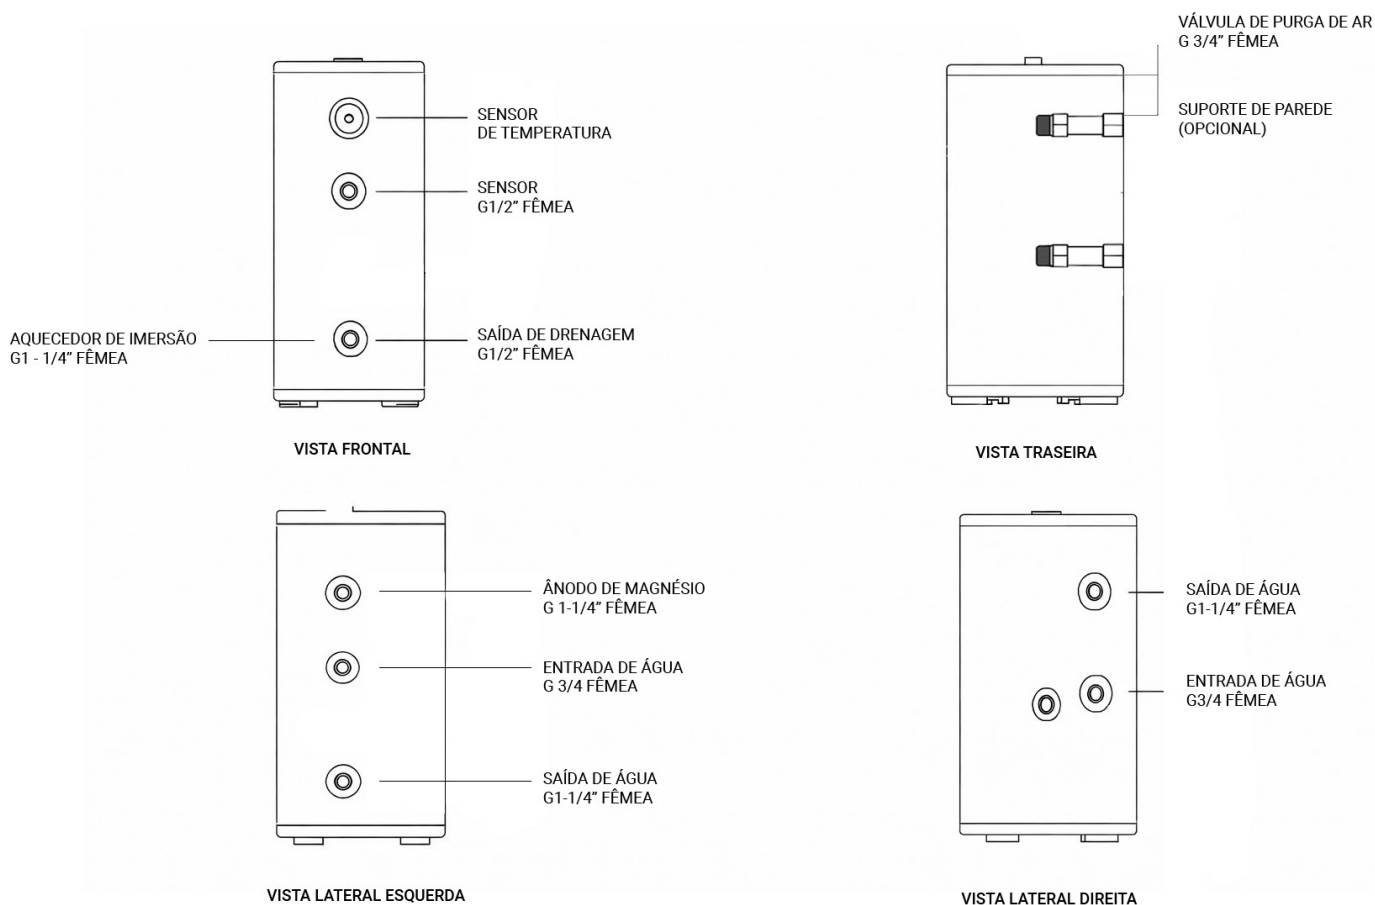 VÁLVULA DE PURGA DE AR
G 3/4” FÊMEA
SENSOR
DE TEMPERATURA
SUPORTE DE PAREDE
(OPCIONAL)
SENSOR
G1/2” FÊMEA
AQUECEDOR DE IMERSÃO
G1 - 1/4” FÊMEA
SAÍDA DE DRENAGEM
G1/2” FÊMEA
VISTA FRONTAL
VISTA TRASEIRA
ÂNODO DE MAGNÉSIO
G 1-1/4” FÊMEA
ENTRADA DE ÁGUA
G 3/4 FÊMEA
SAÍDA DE ÁGUA
G1-1/4” FÊMEA
SAÍDA DE ÁGUA
G1-1/4” FÊMEA
ENTRADA DE ÁGUA
G3/4 FÊMEA
VISTA LATERAL ESQUERDA
VISTA LATERAL DIREITA